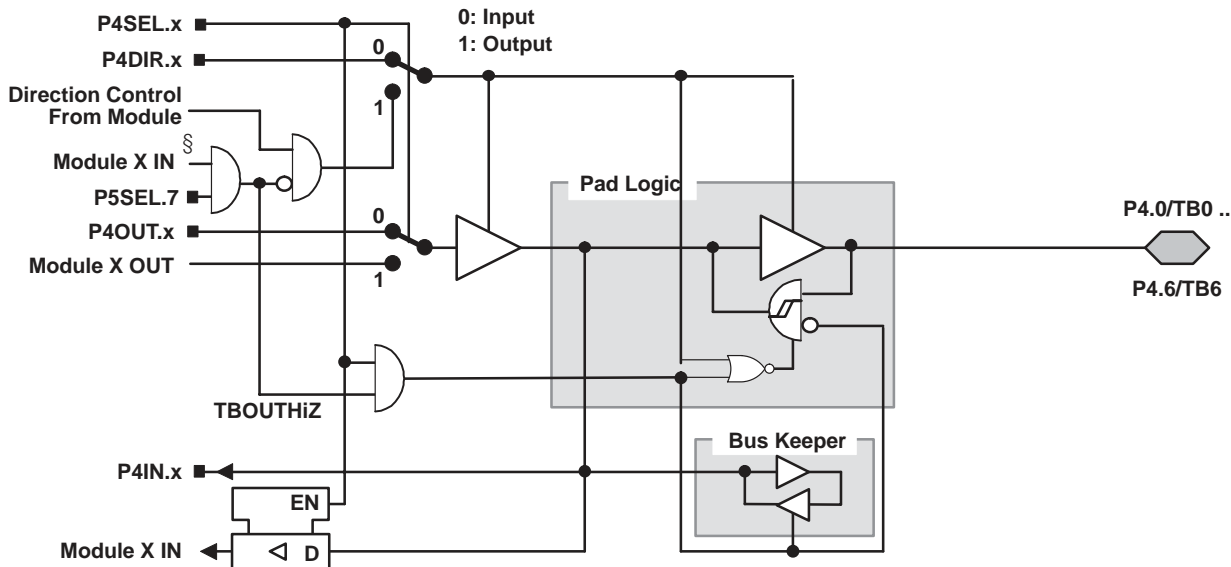 P4SEL.x
0: Input
1: Output
P4DIR.x
0
Direction Control
From Module
1
§
Module X IN
P5SEL.7
Pad Logic
P4OUT.x
0
P4.0/TB0 ..
Module X OUT
1
P4.6/TB6
TBOUTHiZ
Bus Keeper
P4IN.x
EN
Module X IN
D